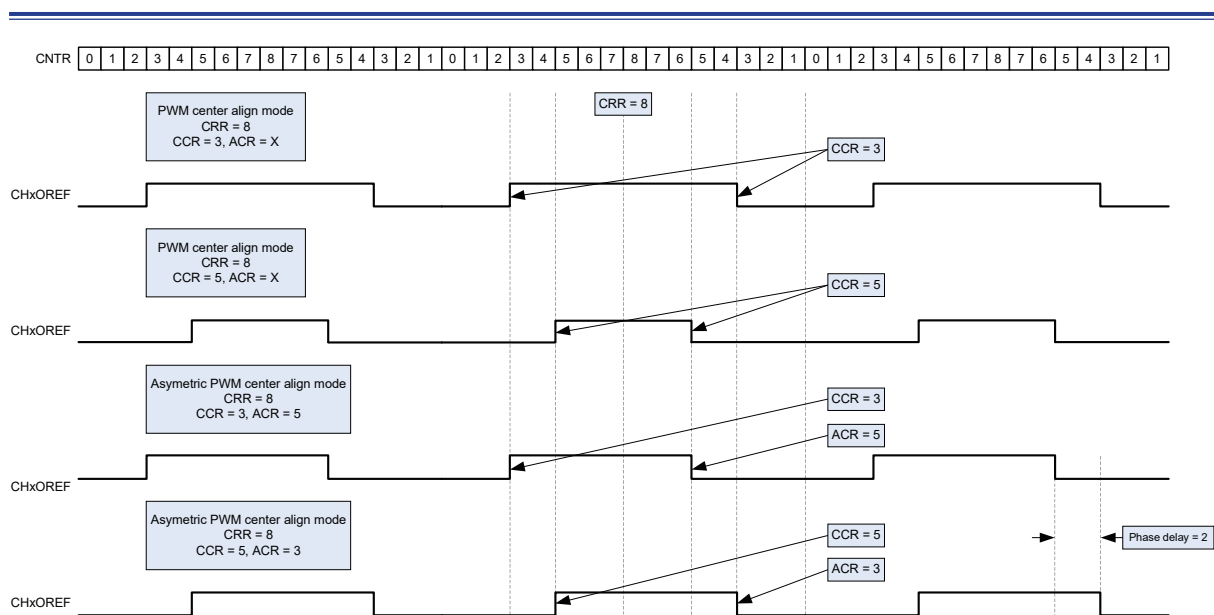 CNTR 0 1 2 3 4 5 6 7 8 7 6 5 4 3 2 1 0 1 2 3 4 5 6 7 8 7 6 5 4 3 2 1 0 1 2 3 4 5 6 7 8 7 6 5 4 3 2 1
PWM center align mode
CRR = 8
CCR = 3, ACR = X
CRR = 8
CCR = 3
CHxOREF
PWM center align mode
CRR = 8
CCR = 5, ACR = X
CCR = 5
CHxOREF
Asymetric PWM center align mode
CRR = 8
CCR = 3, ACR = 5
CCR = 3
ACR = 5
CHxOREF
Asymetric PWM center align mode
CRR = 8
CCR = 5, ACR = 3
CCR = 5
Phase delay = 2
ACR = 3
CHxOREF